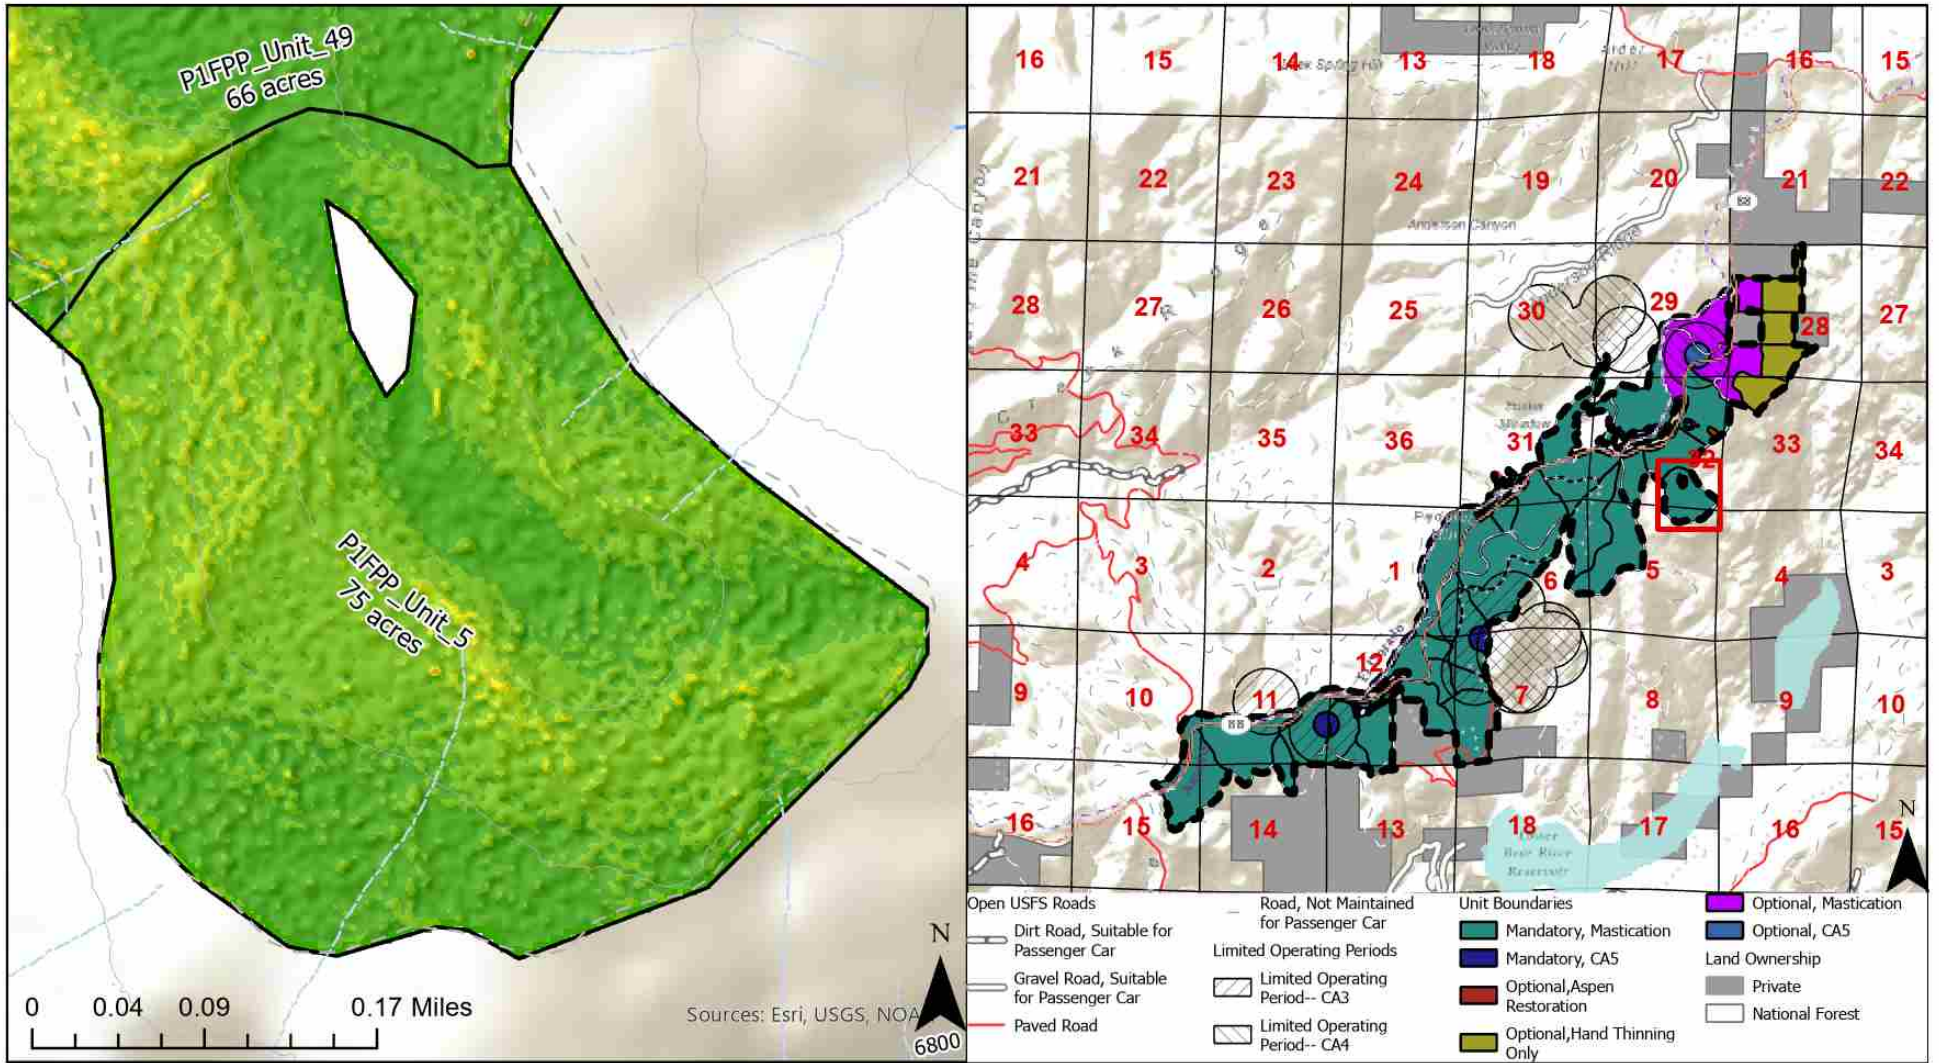 P1FPP_Unit_49
66 acres
P1FPP_Unit_5
75 acres
0 0.04 0.09 0.17 Miles
Sources: Esri, USGS, NOA
N
6800
16 15 14 13 18 17 16 15
21 22 23 24 19 20 21 22
88
Anderson Canyon
28 27 26 25 30 29 28 27
33 34 35 36 31 32 33 34
4 3 2 1 6 5 4 3
9 10 11 12 7 8 9 10
88
16 15 14 13 18 17 16 15
Bear River
Reservoir
N
Open USFS Roads
Dirt Road, Suitable for
Passenger Car
Gravel Road, Suitable
for Passenger Car
Paved Road
Road, Not Maintained
for Passenger Car
Limited Operating Periods
Limited Operating
Period-- CA3
Limited Operating
Period-- CA4
Unit Boundaries
Mandatory, Mastication
Mandatory, CA5
Optional,Aspen
Restoration
Optional,Hand Thinning
Only
Optional, Mastication
Optional, CA5
Land Ownership
Private
National Forest